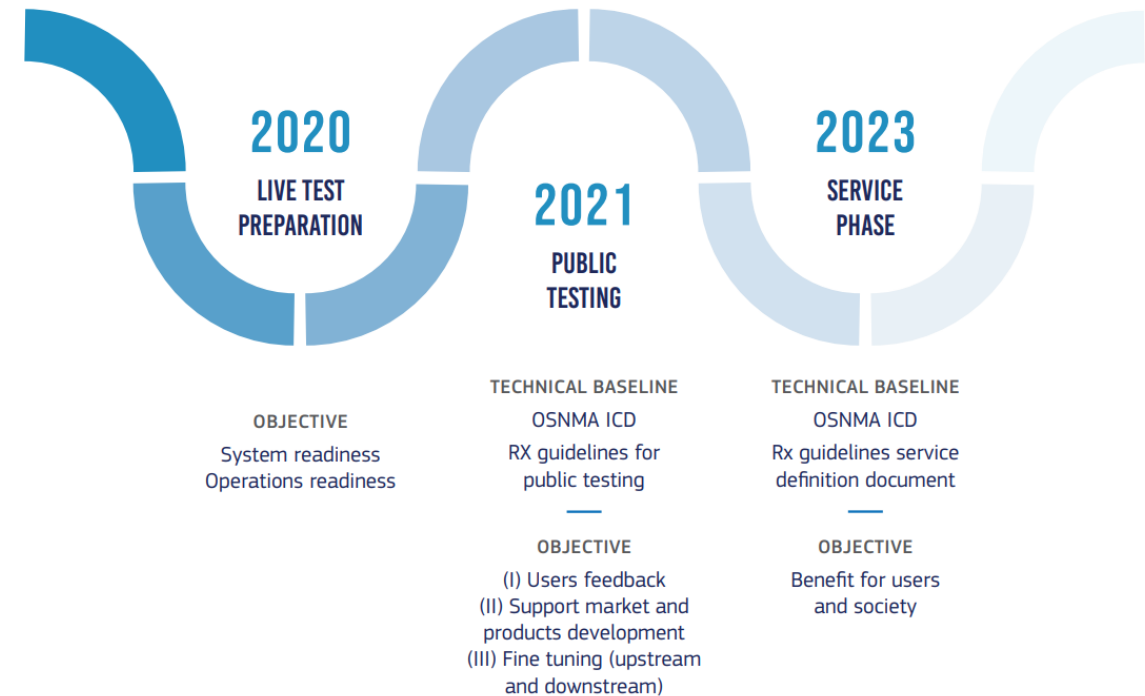 2020
LIVE TEST
PREPARATION
OBJECTIVE
System readiness
Operations readiness
2021
PUBLIC
TESTING
TECHNICAL BASELINE
OSNMA ICD
RX guidelines for
public testing
OBJECTIVE
(I) Users feedback
(II) Support market and
products development
(III) Fine tuning (upstream
and downstream)
2023
SERVICE
PHASE
TECHNICAL BASELINE
OSNMA ICD
Rx guidelines service
definition document
OBJECTIVE
Benefit for users
and society